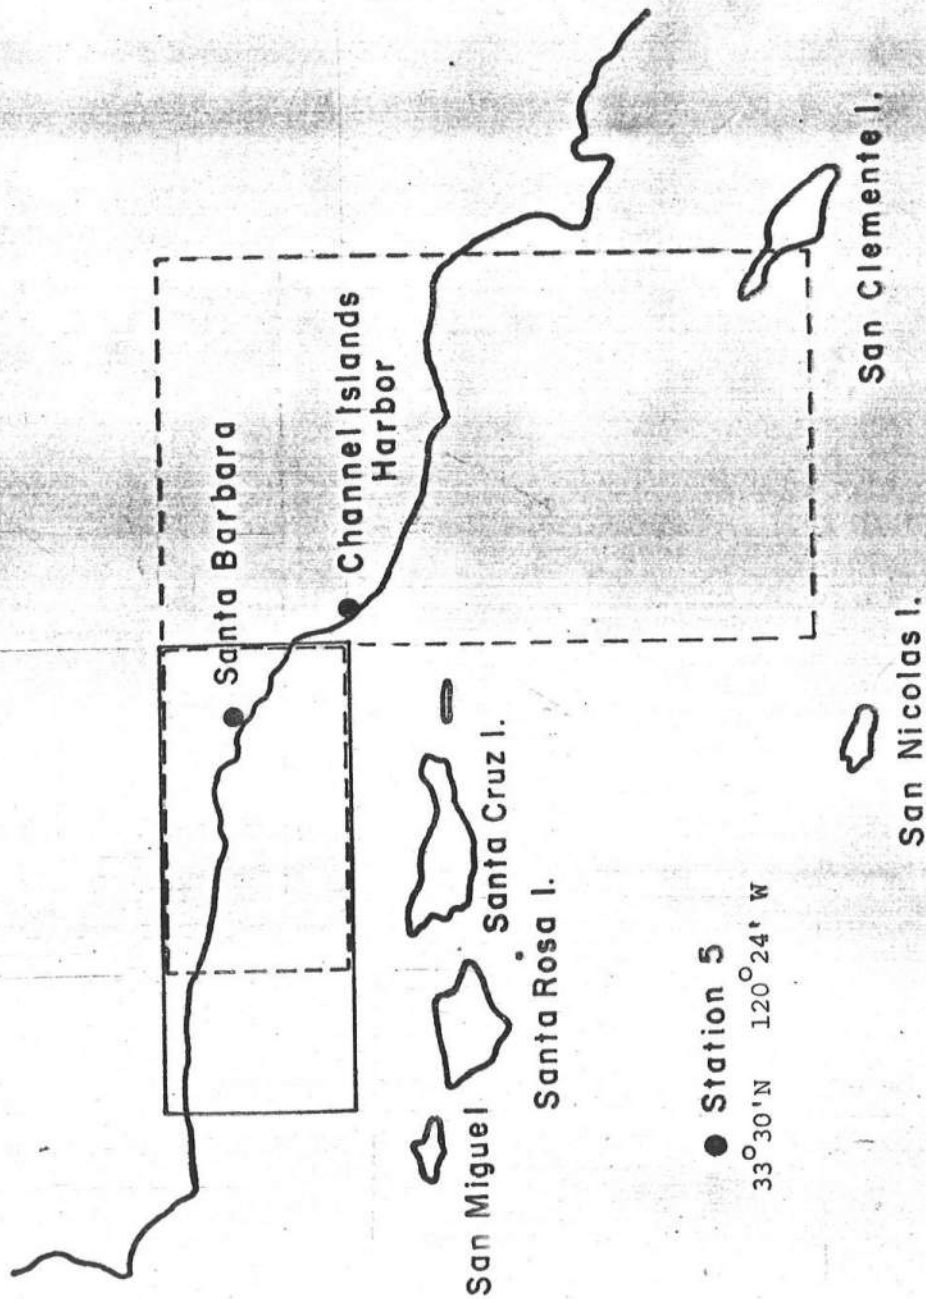 Santa Barbara
Channel Islands
Harbor
Santa Cruz I.
Santa Rosa I.
San Miguel
Station 5
33°30'N 120°24' W
San Clemente I.
San Nicolas I.